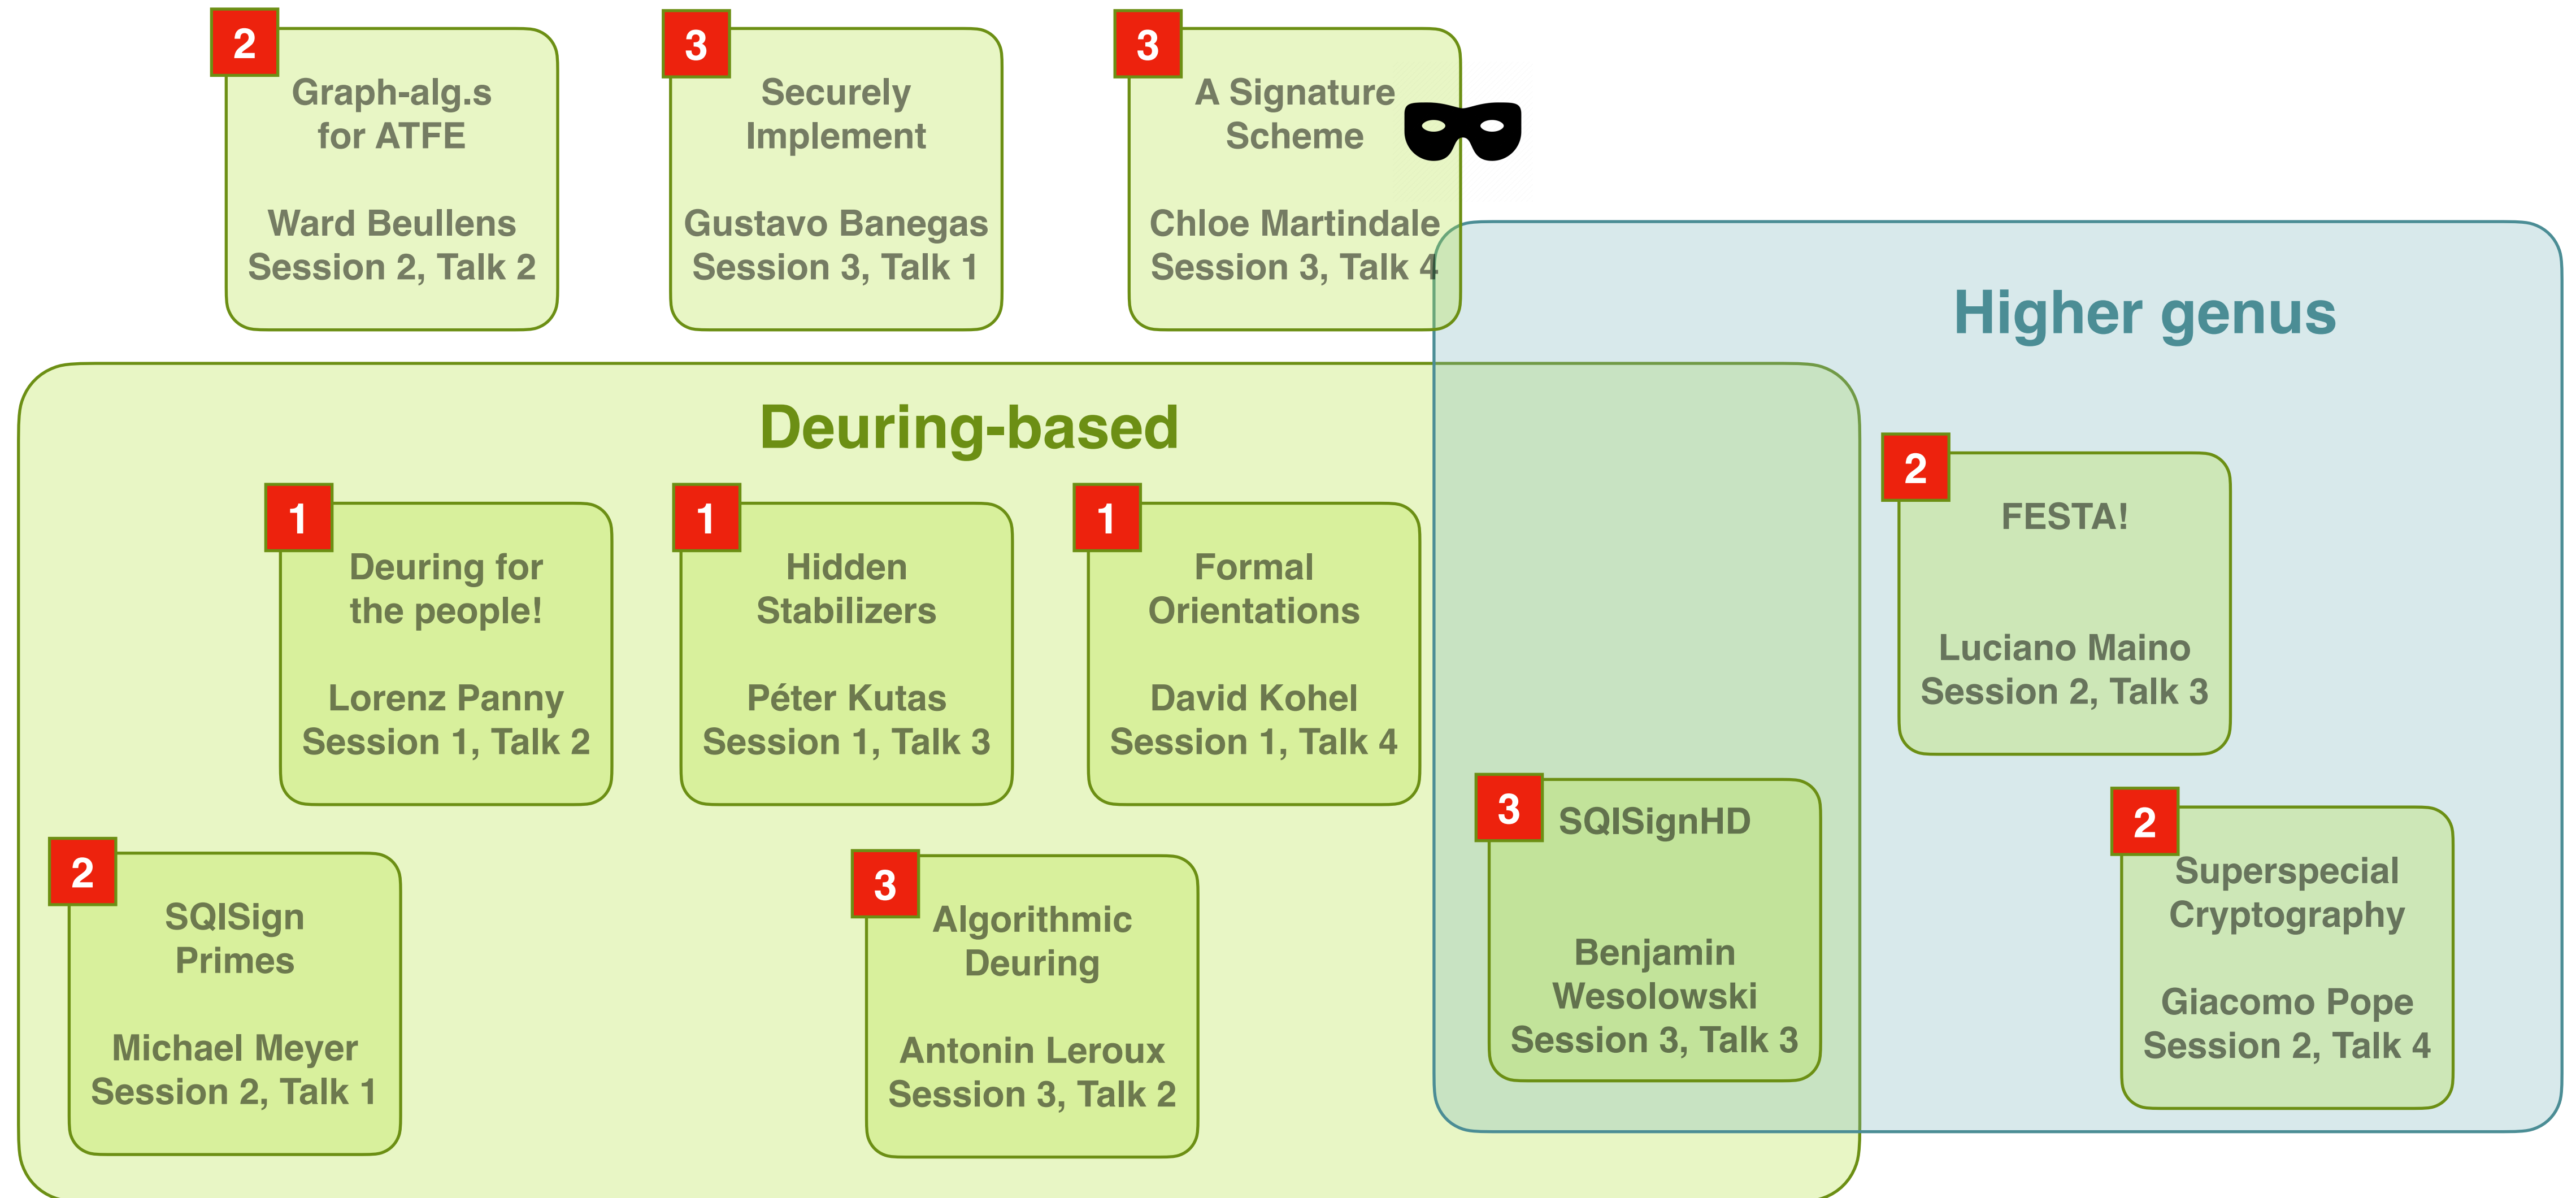 2
Graph-alg.s
for ATFE
Ward Beullens
Session 2, Talk 2
3
Securely
Implement
Gustavo Banegas
Session 3, Talk 1
3
A Signature
Scheme
Chloe Martindale
Session 3, Talk 4
Higher genus
Deuring-based
1
Deuring for
the people!
Lorenz Panny
Session 1, Talk 2
1
Hidden
Stabilizers
Péter Kutas
Session 1, Talk 3
1
Formal
Orientations
David Kohel
Session 1, Talk 4
2
FESTA!
Luciano Maino
Session 2, Talk 3
2
SQISign
Primes
Michael Meyer
Session 2, Talk 1
3
Algorithmic
Deuring
Antonin Leroux
Session 3, Talk 2
3
SQISignHD
Benjamin
Wesolowski
Session 3, Talk 3
2
Superspecial
Cryptography
Giacomo Pope
Session 2, Talk 4